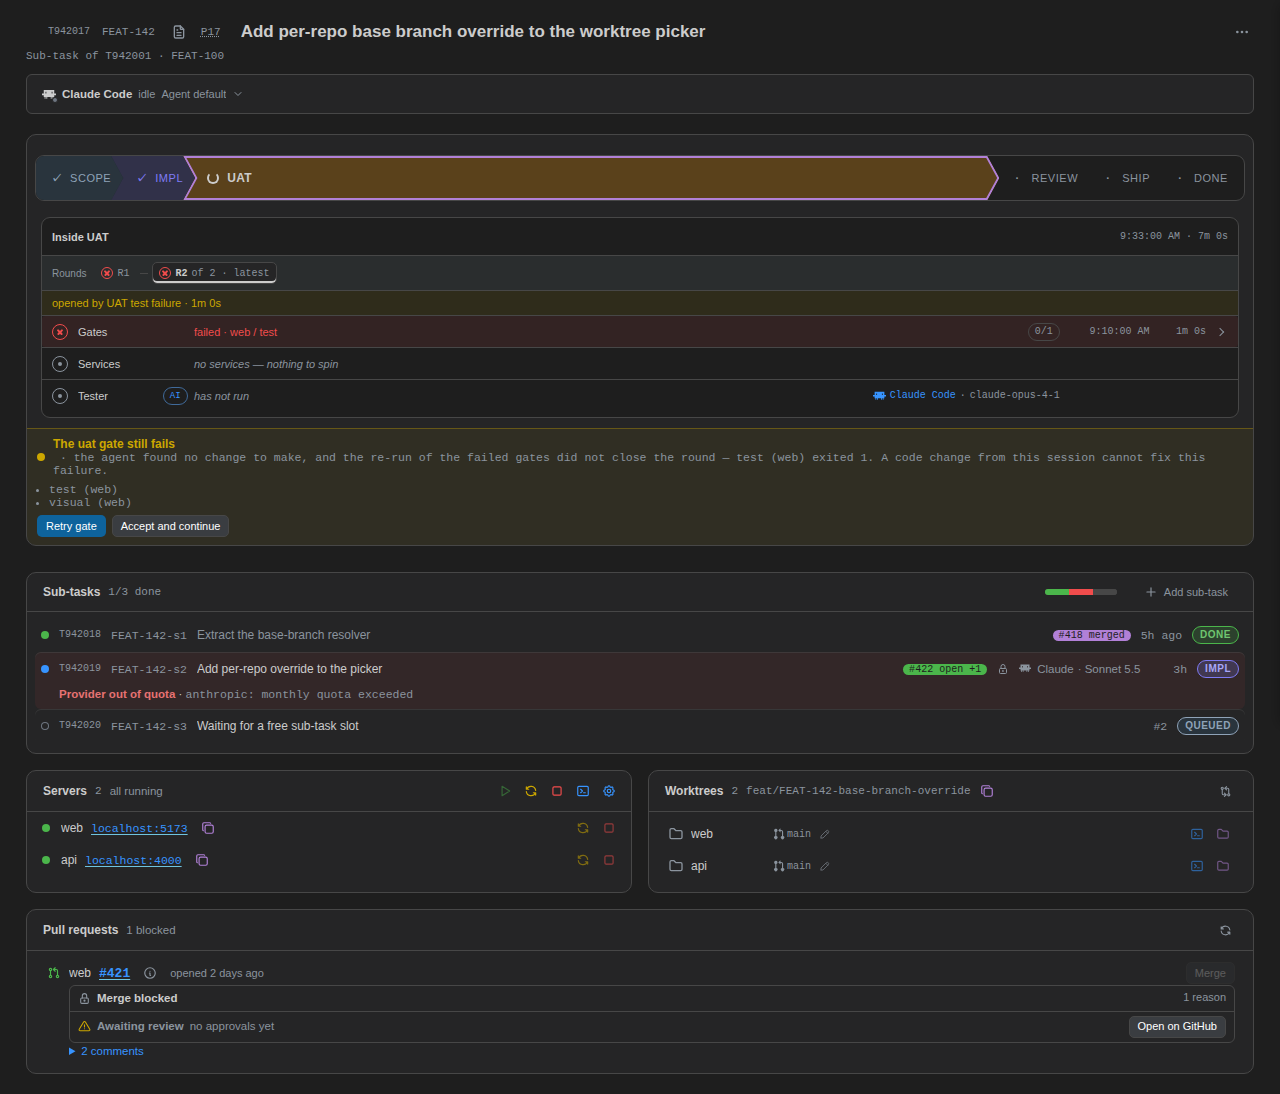 T942017 FEAT-142 P17 Add per-repo base branch override to the worktree picker
Sub-task of T942001 · FEAT-100
Claude Code idle Agent default
SCOPE IMPL UAT REVIEW SHIP DONE
Inside UAT 9:33:00 AM · 7m 0s
Rounds R1 — R2 of 2 · latest
opened by UAT test failure · 1m 0s
Gates failed · web / test 0/1 9:10:00 AM 1m 0s
Services no services — nothing to spin
Tester AI has not run Claude Code · claude-opus-4-1
The uat gate still fails
· the agent found no change to make, and the re-run of the failed gates did not close the round — test (web) exited 1. A code change from this session cannot fix this
failure.
• test (web)
• visual (web)
Retry gate Accept and continue
Sub-tasks 1/3 done Add sub-task
T942018 FEAT-142-s1 Extract the base-branch resolver #418 merged 5h ago DONE
T942019 FEAT-142-s2 Add per-repo override to the picker #422 open +1 Claude · Sonnet 5.5 3h IMPL
Provider out of quota · anthropic: monthly quota exceeded
T942020 FEAT-142-s3 Waiting for a free sub-task slot #2 QUEUED
Servers 2 all running
web localhost:5173
api localhost:4000
Worktrees 2 feat/FEAT-142-base-branch-override
web main
api main
Pull requests 1 blocked
web #421 opened 2 days ago Merge
Merge blocked 1 reason
Awaiting review no approvals yet Open on GitHub
2 comments